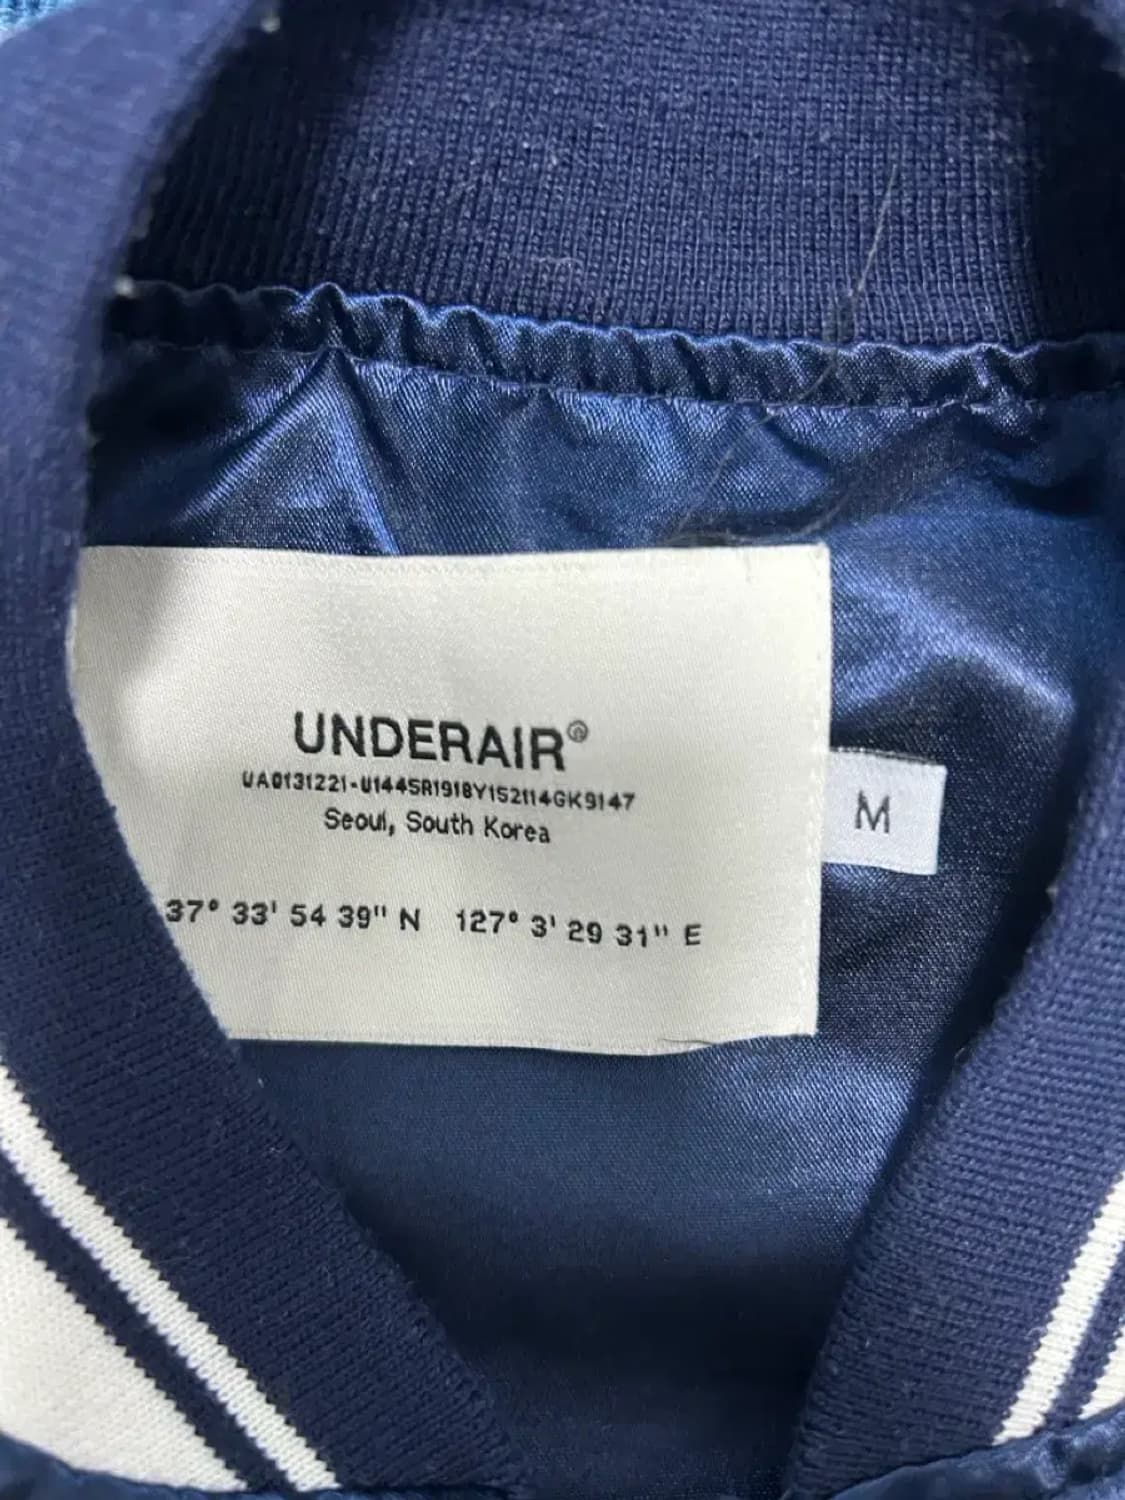 UNDERAIR®
UA0131221-U144SR1918Y152114GK9147
Seoul, South Korea
37° 33' 54 39" N 127° 3' 29 31" E
M